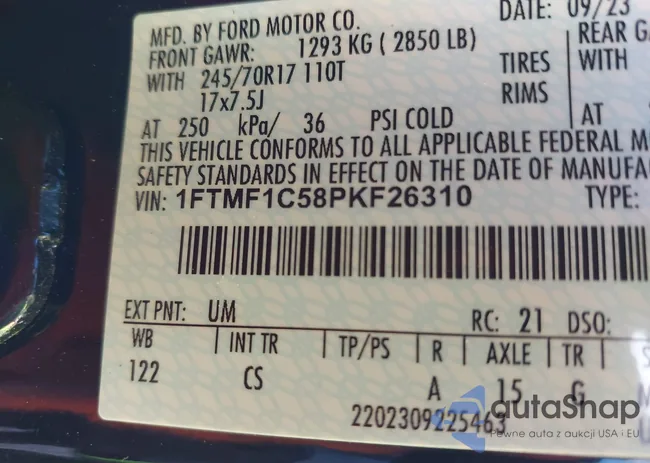 MFD. BY FORD MOTOR CO.
DATE: 09/23
FRONT GAWR: 1293 KG ( 2850 LB)
REAR GA
WITH 245/70R17 110T TIRES
WITH
17x7.5J RIMS
AT 250 kPa/ 36 PSI COLD
AT
THIS VEHICLE CONFORMS TO ALL APPLICABLE FEDERAL M
SAFETY STANDARDS IN EFFECT ON THE DATE OF MANUFA
VIN: 1FTMF1C58PKF26310 TYPE:
EXT PNT: UM RC: 21 DSO:
WB INT TR TP/PS R AXLE TR S
122 CS A 15 G
2202309225463
autaShap
Pewne auta z aukcji USA i EU